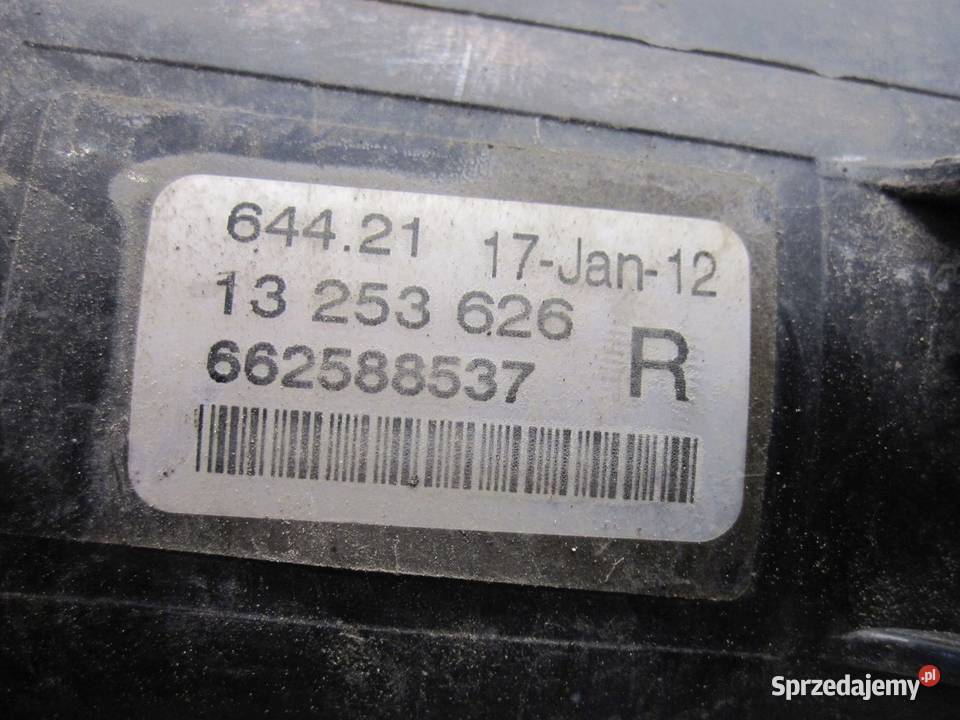 644.21 17-Jan-12
13 253 626
662588537 R
Sprzedajemy.pl